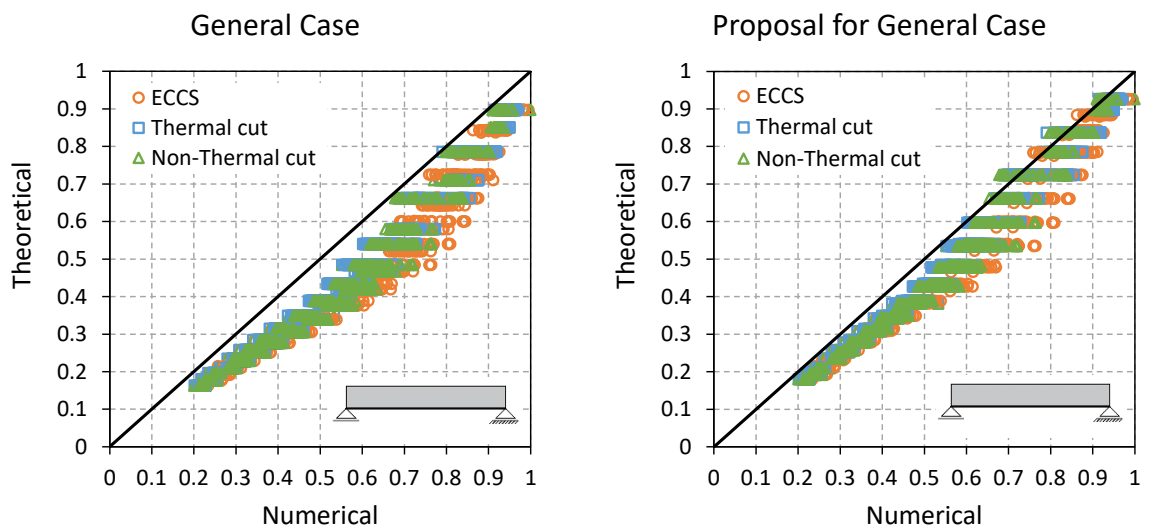 General Case
1
0.9
0.8
0.7
0.6
0.5
0.4
0.3
0.2
0.1
0
Theoretical
ECCS
Thermal cut
Non-Thermal cut
0 0.1 0.2 0.3 0.4 0.5 0.6 0.7 0.8 0.9 1
Numerical
Proposal for General Case
1
0.9
0.8
0.7
0.6
0.5
0.4
0.3
0.2
0.1
0
Theoretical
ECCS
Thermal cut
Non-Thermal cut
0 0.1 0.2 0.3 0.4 0.5 0.6 0.7 0.8 0.9 1
Numerical